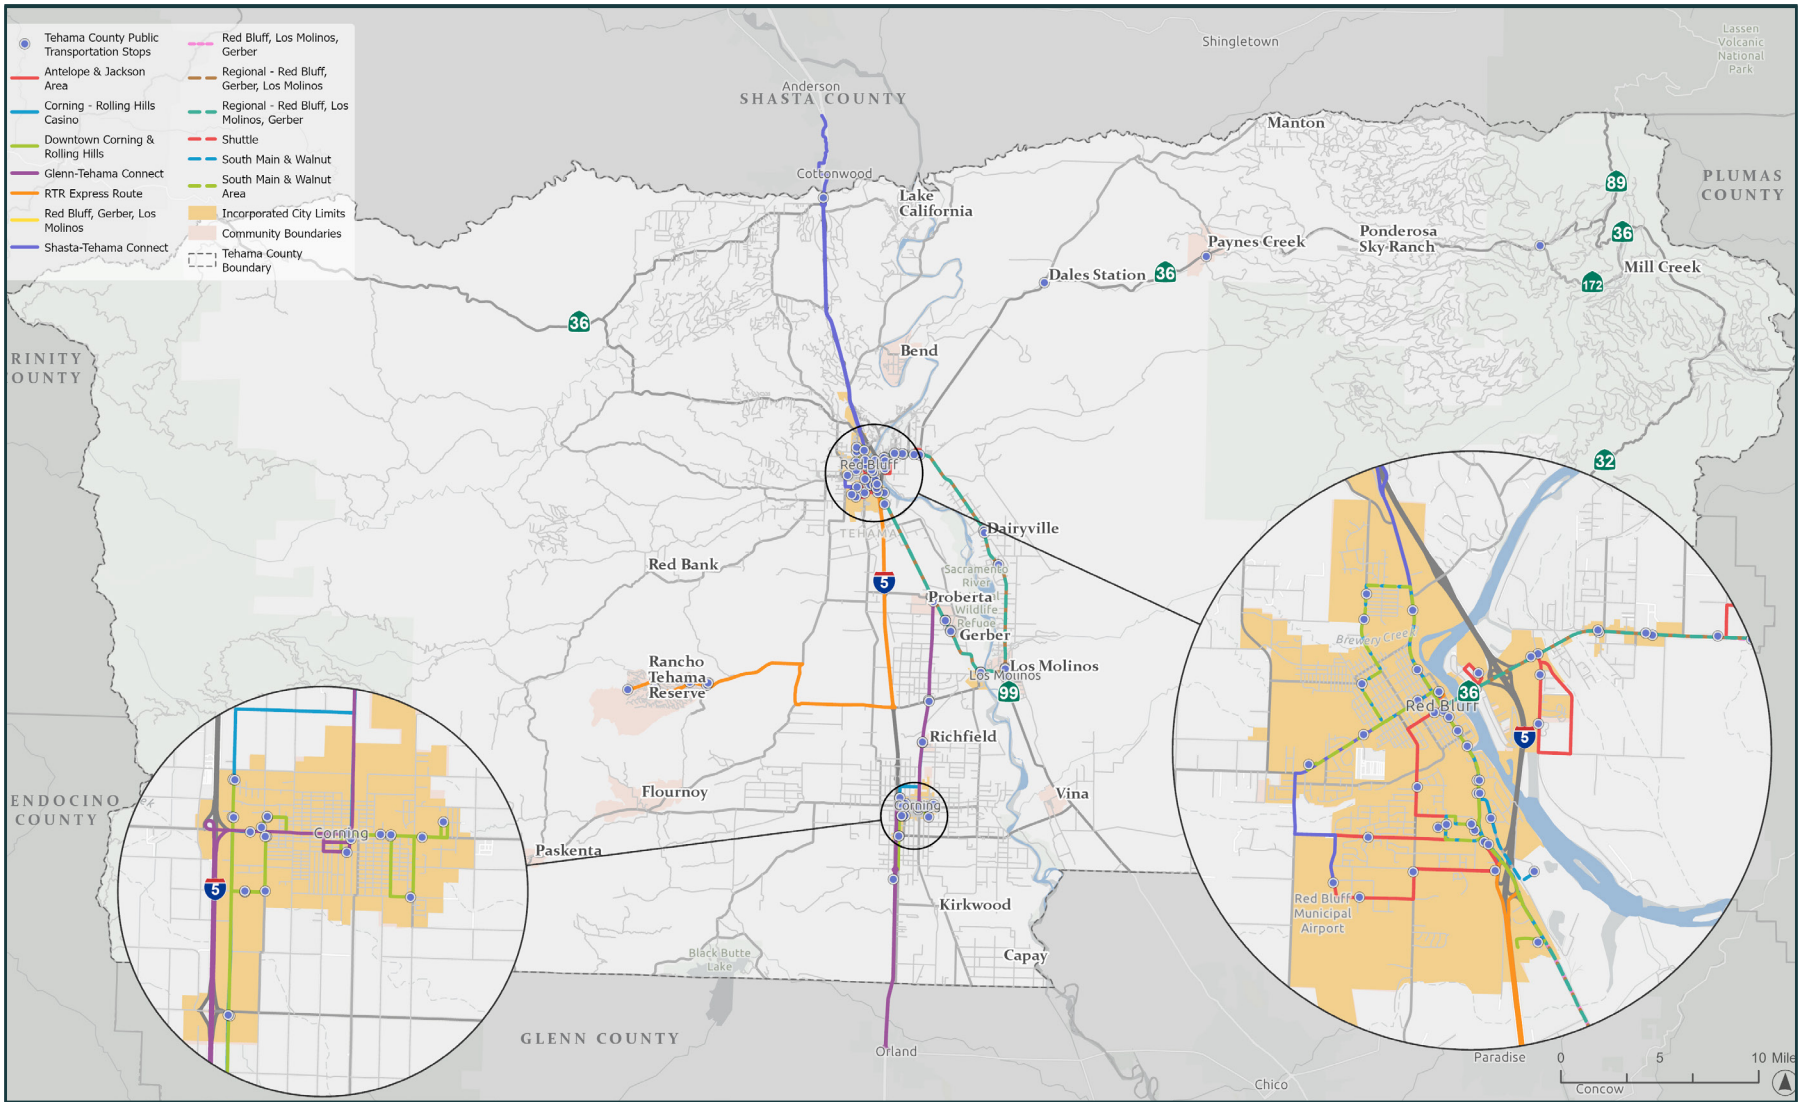 Tehama County Public
Transportation Stops
Antelope & Jackson
Area
Corning - Rolling Hills
Casino
Downtown Corning &
Rolling Hills
Glenn-Tehama Connect
RTR Express Route
Red Bluff, Gerber, Los
Molinos
Shasta-Tehama Connect
Red Bluff, Los Molinos,
Gerber
Regional - Red Bluff,
Gerber, Los Molinos
Regional - Red Bluff, Los
Molinos, Gerber
Shuttle
South Main & Walnut
South Main & Walnut
Area
Incorporated City Limits
Community Boundaries
Tehama County
Boundary
Shingletown
Lassen
Volcanic
National
Park
Anderson
SHASTA COUNTY
Manton
Cottonwood
Lake
California
89
PLUMAS
COUNTY
Paynes Creek
Ponderosa
Sky Ranch
36
Mill Creek
Dales Station
36
172
36
RINITY
OUNTY
Bend
Red Bluff
32
TEHAMA
Dairyville
Red Bank
5
Sacramento
River
Proberta
l
Wildlife
Refuge
Gerber
Rancho
Tehama
Reserve
Los Molinos
Los Molinos
99
Richfield
Flournoy
Vina
Corning
ENDOCINO
COUNTY
ek
Paskenta
Kirkwood
Black Butte
Lake
Capay
GLENN COUNTY
Orland
Chico
Paradise
Concow
0
5
10 Mile
Corning
5
Brewery Creek
36
Red Bluff
5
Red Bluff
Municipal
Airport